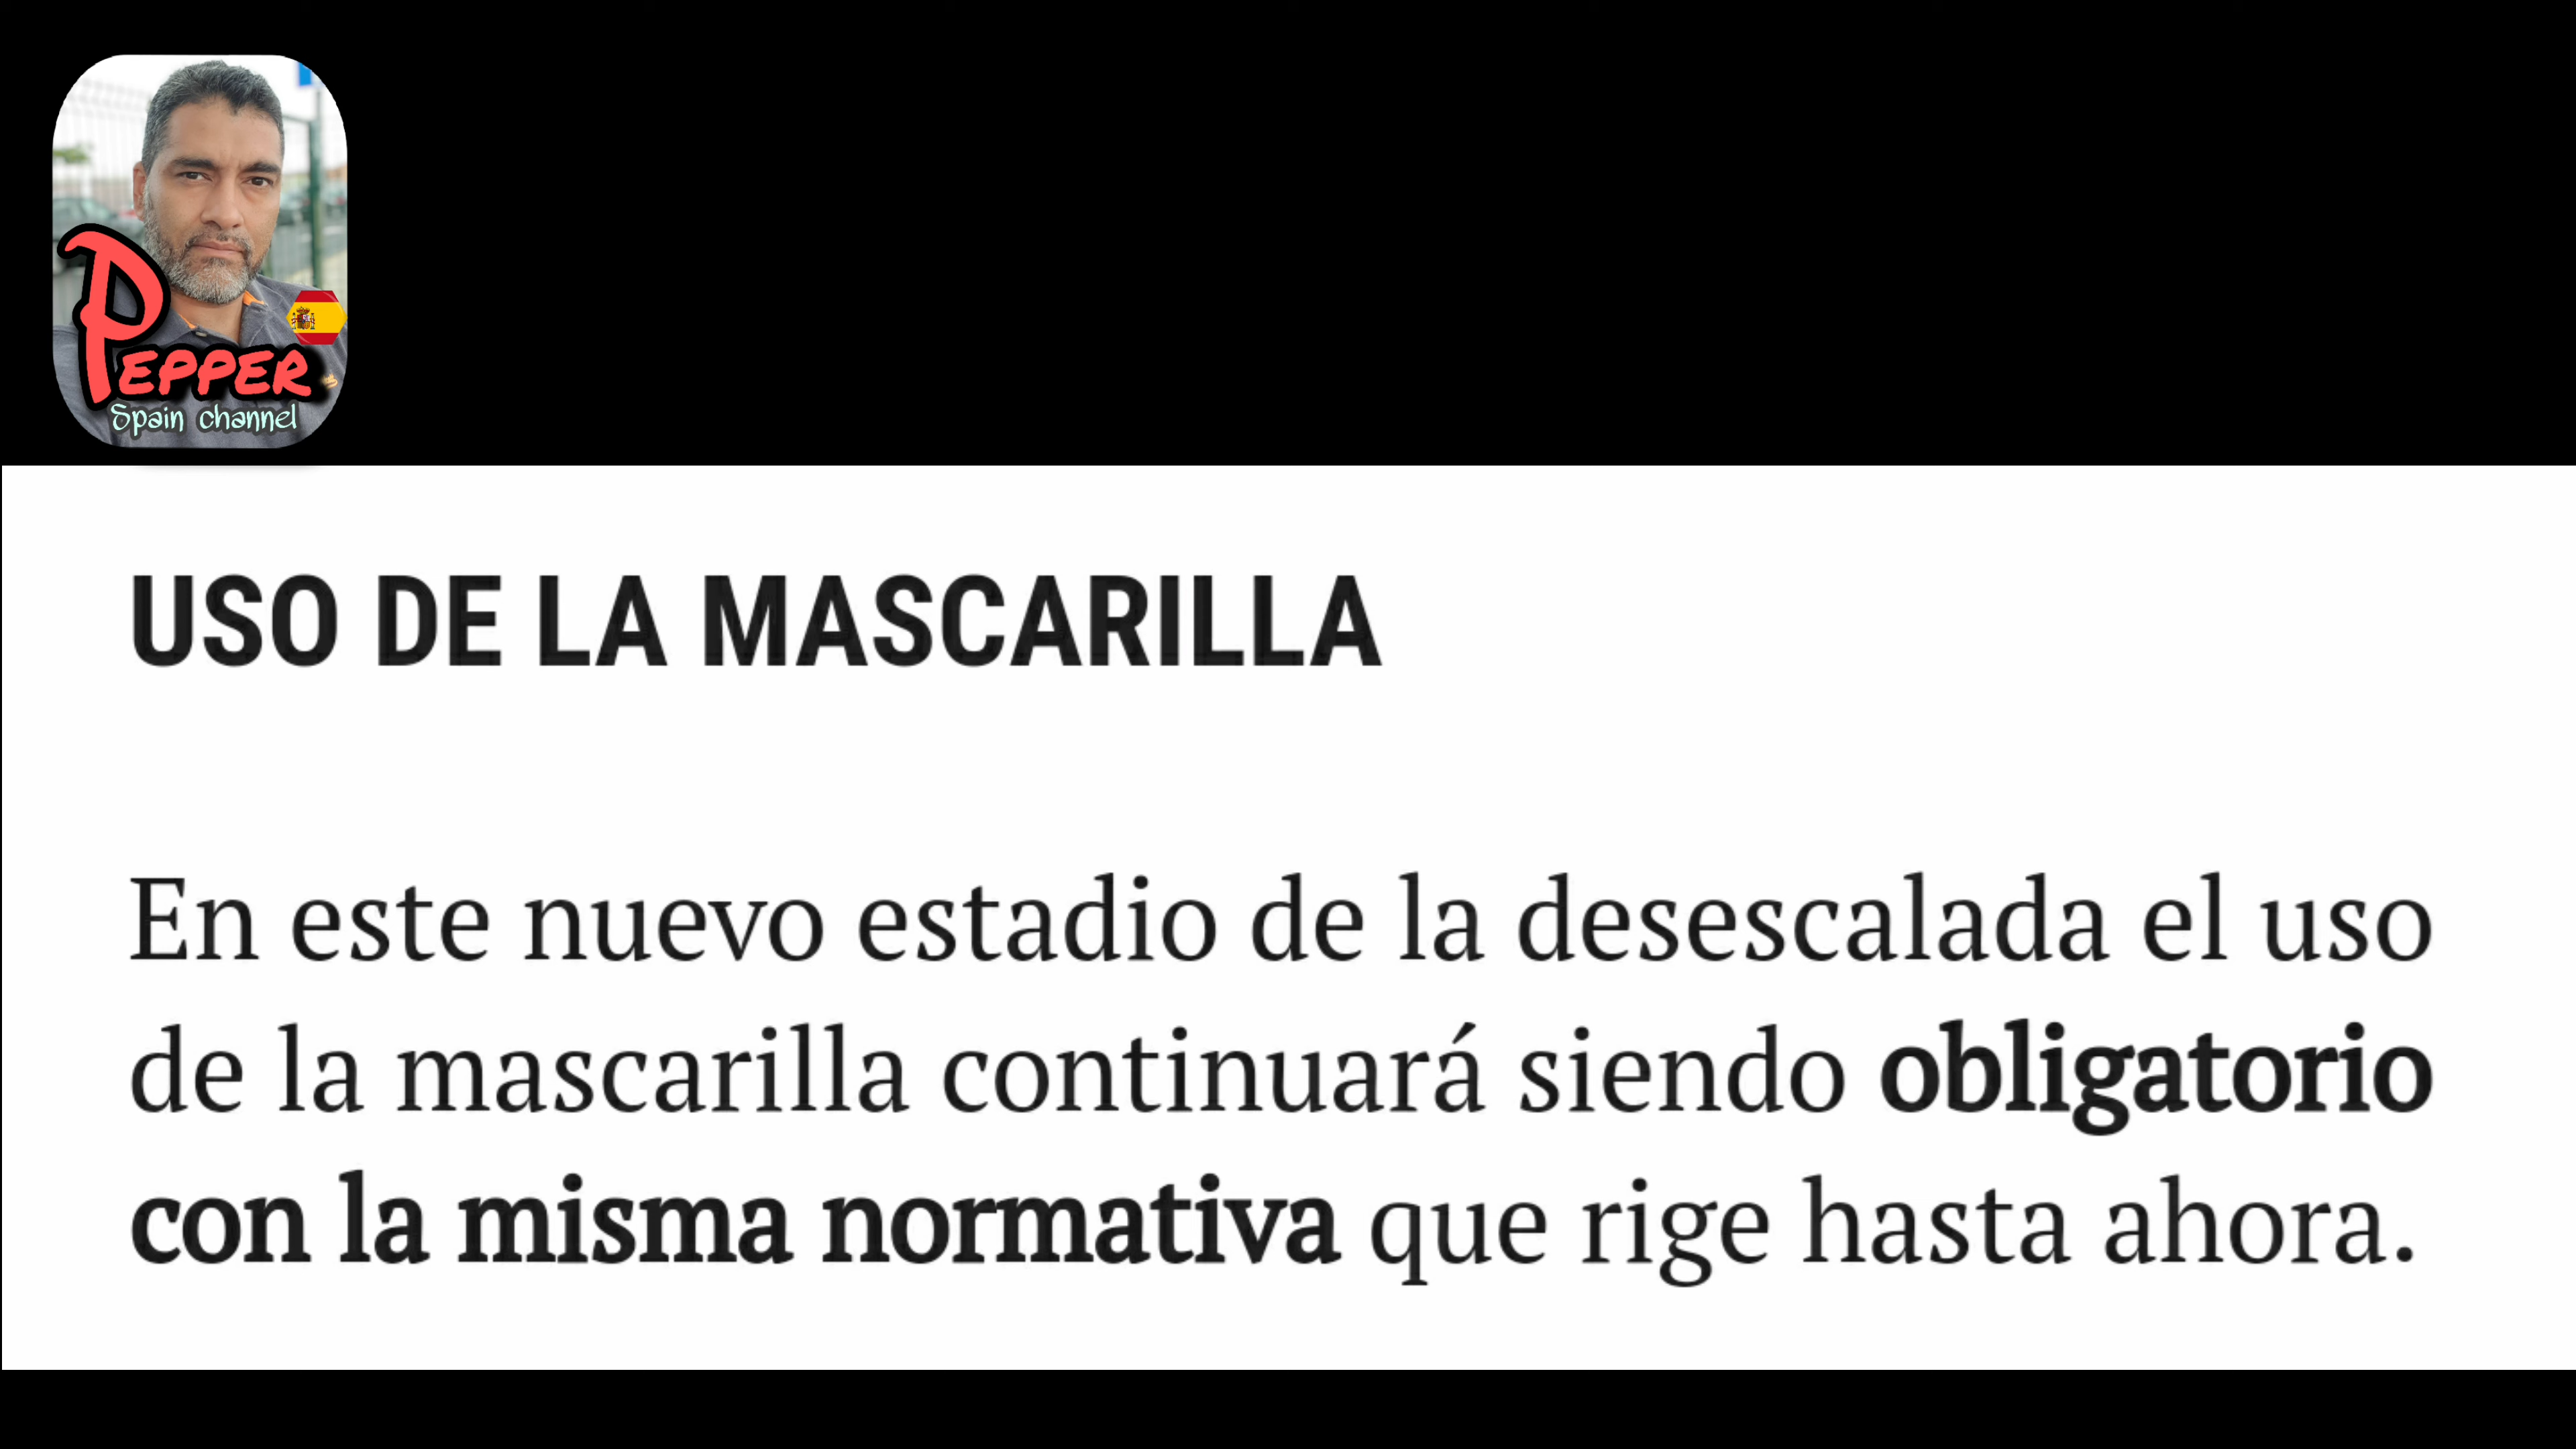 PEPPER
Spain channel
USO DE LA MASCARILLA
En este nuevo estadio de la desescalada el uso
de la mascarilla continuará siendo obligatorio
con la misma normativa que rige hasta ahora.